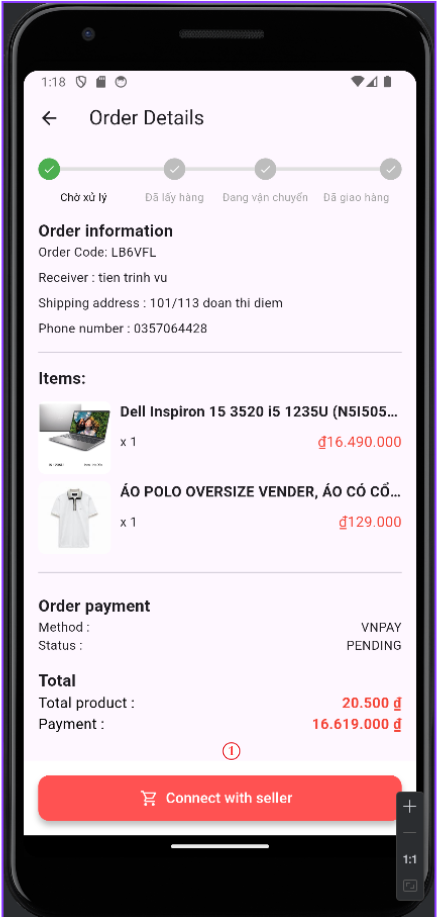 1:18
Order Details
Chờ xử lý
Đã lấy hàng
Đang vận chuyển
Đã giao hàng
Order information
Order Code: LB6VFL
Receiver : tien trinh vu
Shipping address : 101/113 doan thi diem
Phone number : 0357064428
Items:
Dell Inspiron 15 3520 i5 1235U (N5I505...
x 1
₫16.490.000
ÁO POLO OVERSIZE VENDER, ÁO CÓ CỔ...
x 1
₫129.000
Order payment
Method :
VNPAY
Status :
PENDING
Total
Total product :
20.500 ₫
Payment :
16.619.000 ₫
①
Connect with seller
1:1